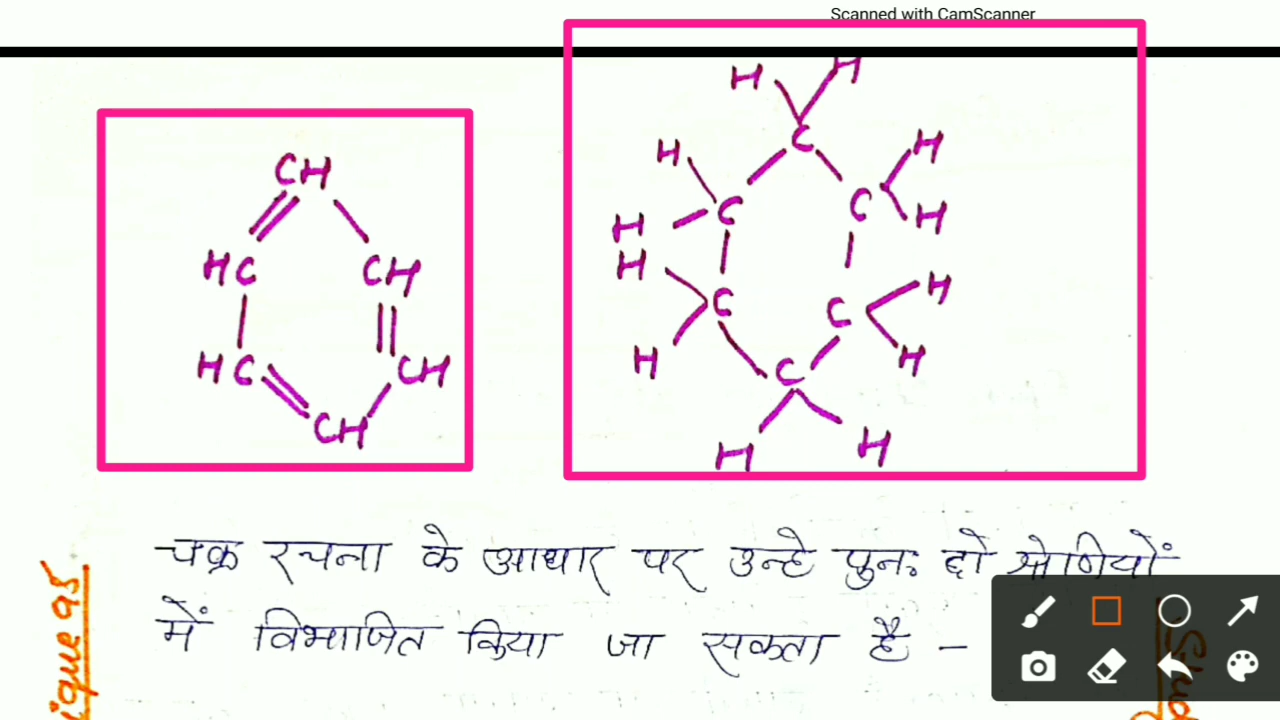 Scanned with CamScanner
H H
C
H C H
H C C H
H C C H
H C H
H H
CH
HC CH
HC CH
CH
चक्र रचना के आधार पर उन्हे पुनः दो श्रेणियों
में विभाजित किया जा सकता है -